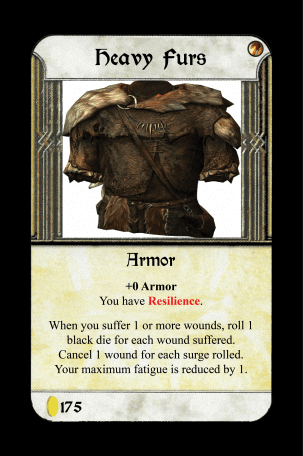 Heavy Furs
Armor
+0 Armor
You have Resilience.
When you suffer 1 or more wounds, roll 1
black die for each wound suffered.
Cancel 1 wound for each surge rolled.
Your maximum fatigue is reduced by 1.
175